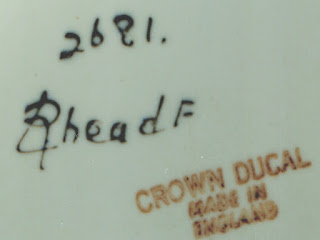 2681.
Rhead F
CROWN DUCAL
MADE IN
ENGLAND